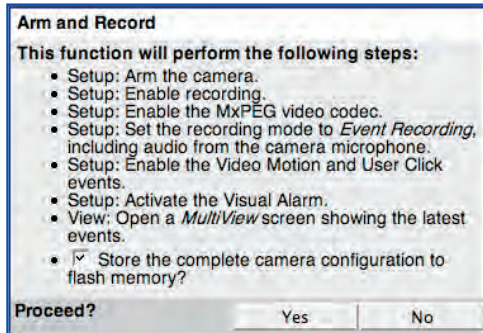 Arm and Record
This function will perform the following steps:
• Setup: Arm the camera.
• Setup: Enable recording.
• Setup: Enable the MxPEG video codec.
• Setup: Set the recording mode to Event Recording,
including audio from the camera microphone.
• Setup: Enable the Video Motion and User Click
events.
• Setup: Activate the Visual Alarm.
• View: Open a MultiView screen showing the latest
events.
• Store the complete camera configuration to
flash memory?
Proceed? Yes No